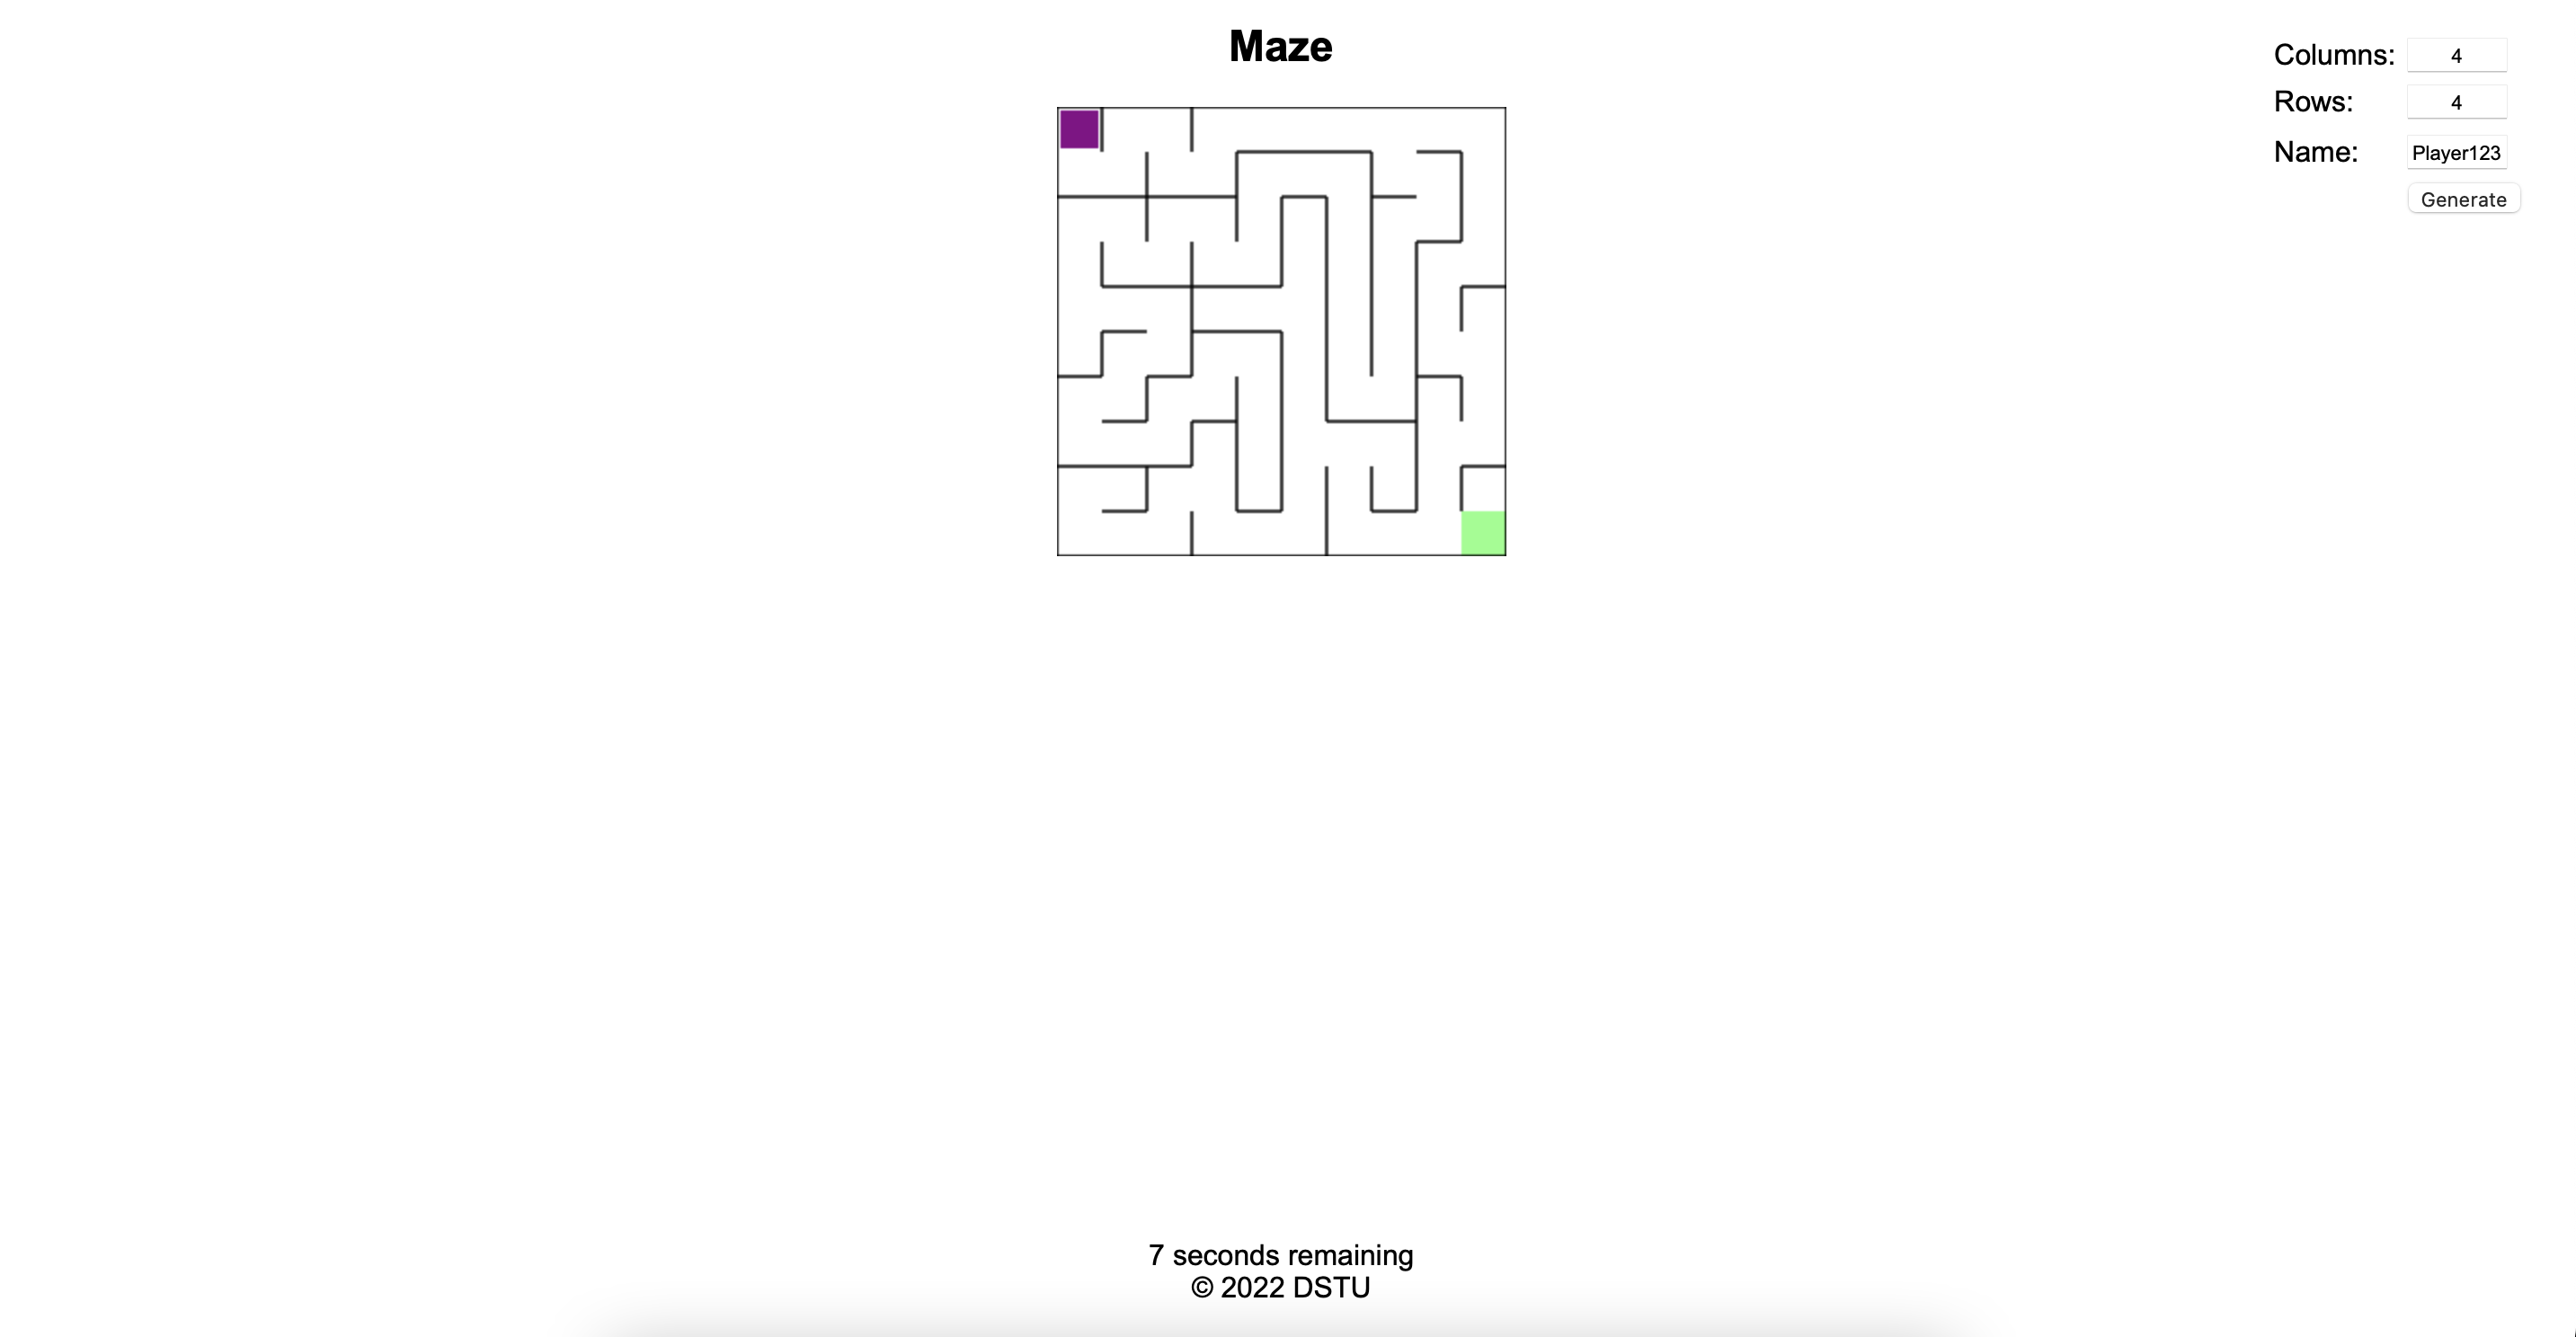 Maze
Columns: 4
Rows: 4
Name: Player123
Generate
7 seconds remaining
© 2022 DSTU